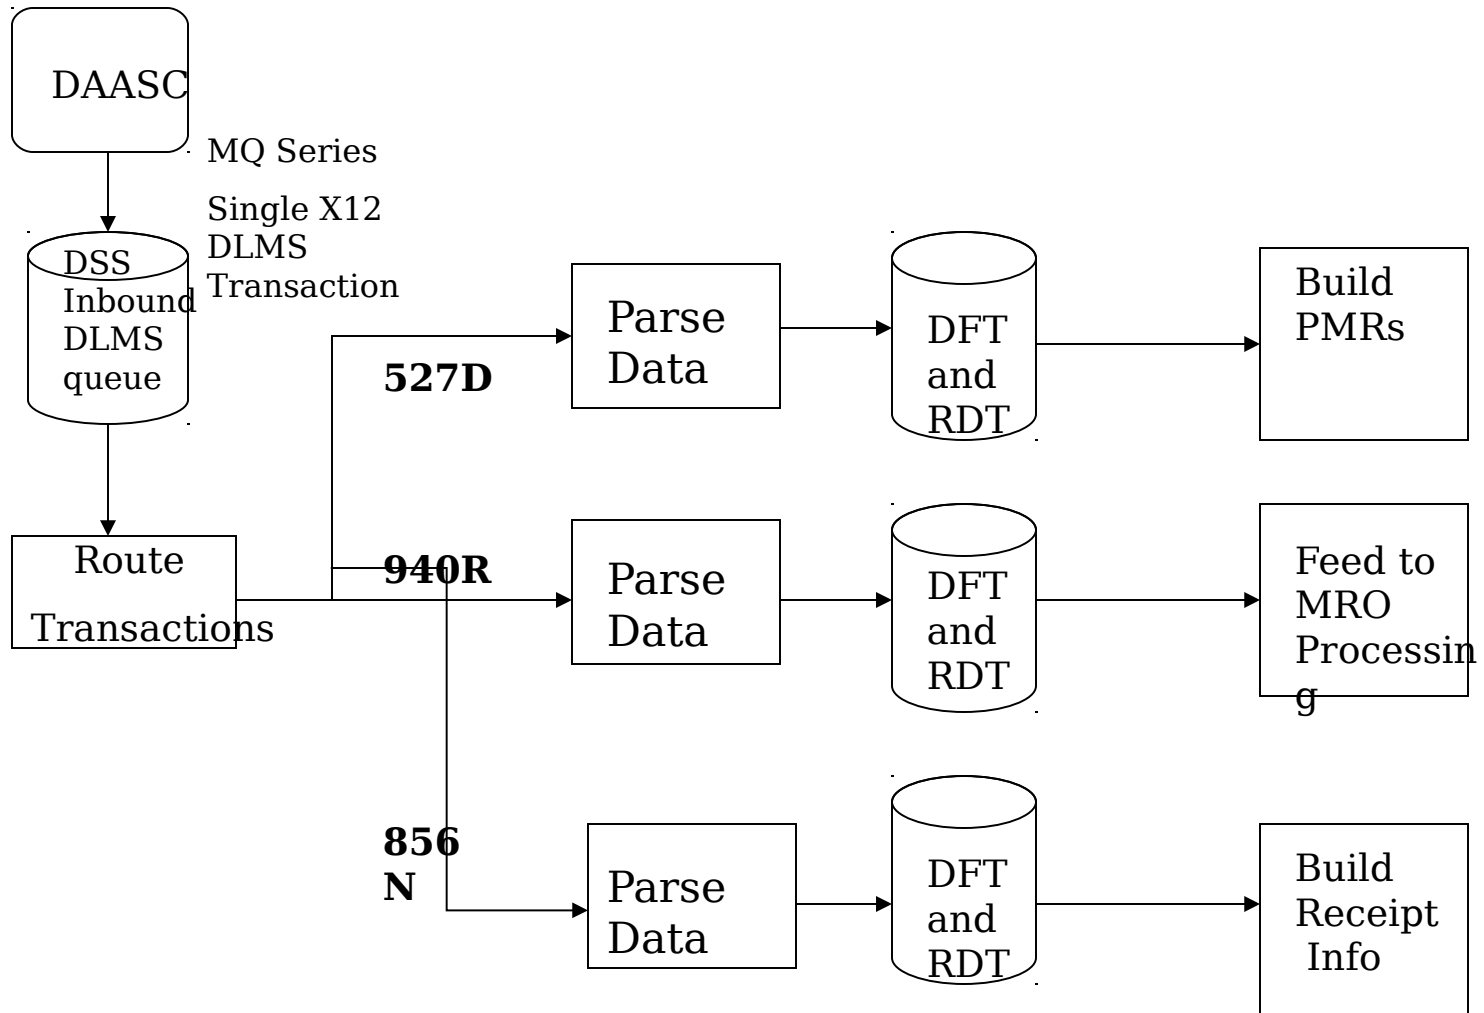 DAASC
MQ Series
Single X12
DLMS
Transaction
DSS
Inbound
DLMS
queue
Route
Transactions
527D
Parse
Data
DFT
and
RDT
Build
PMRs
940R
Parse
Data
DFT
and
RDT
Feed to
MRO
Processin
g
856
N
Parse
Data
DFT
and
RDT
Build
Receipt
Info